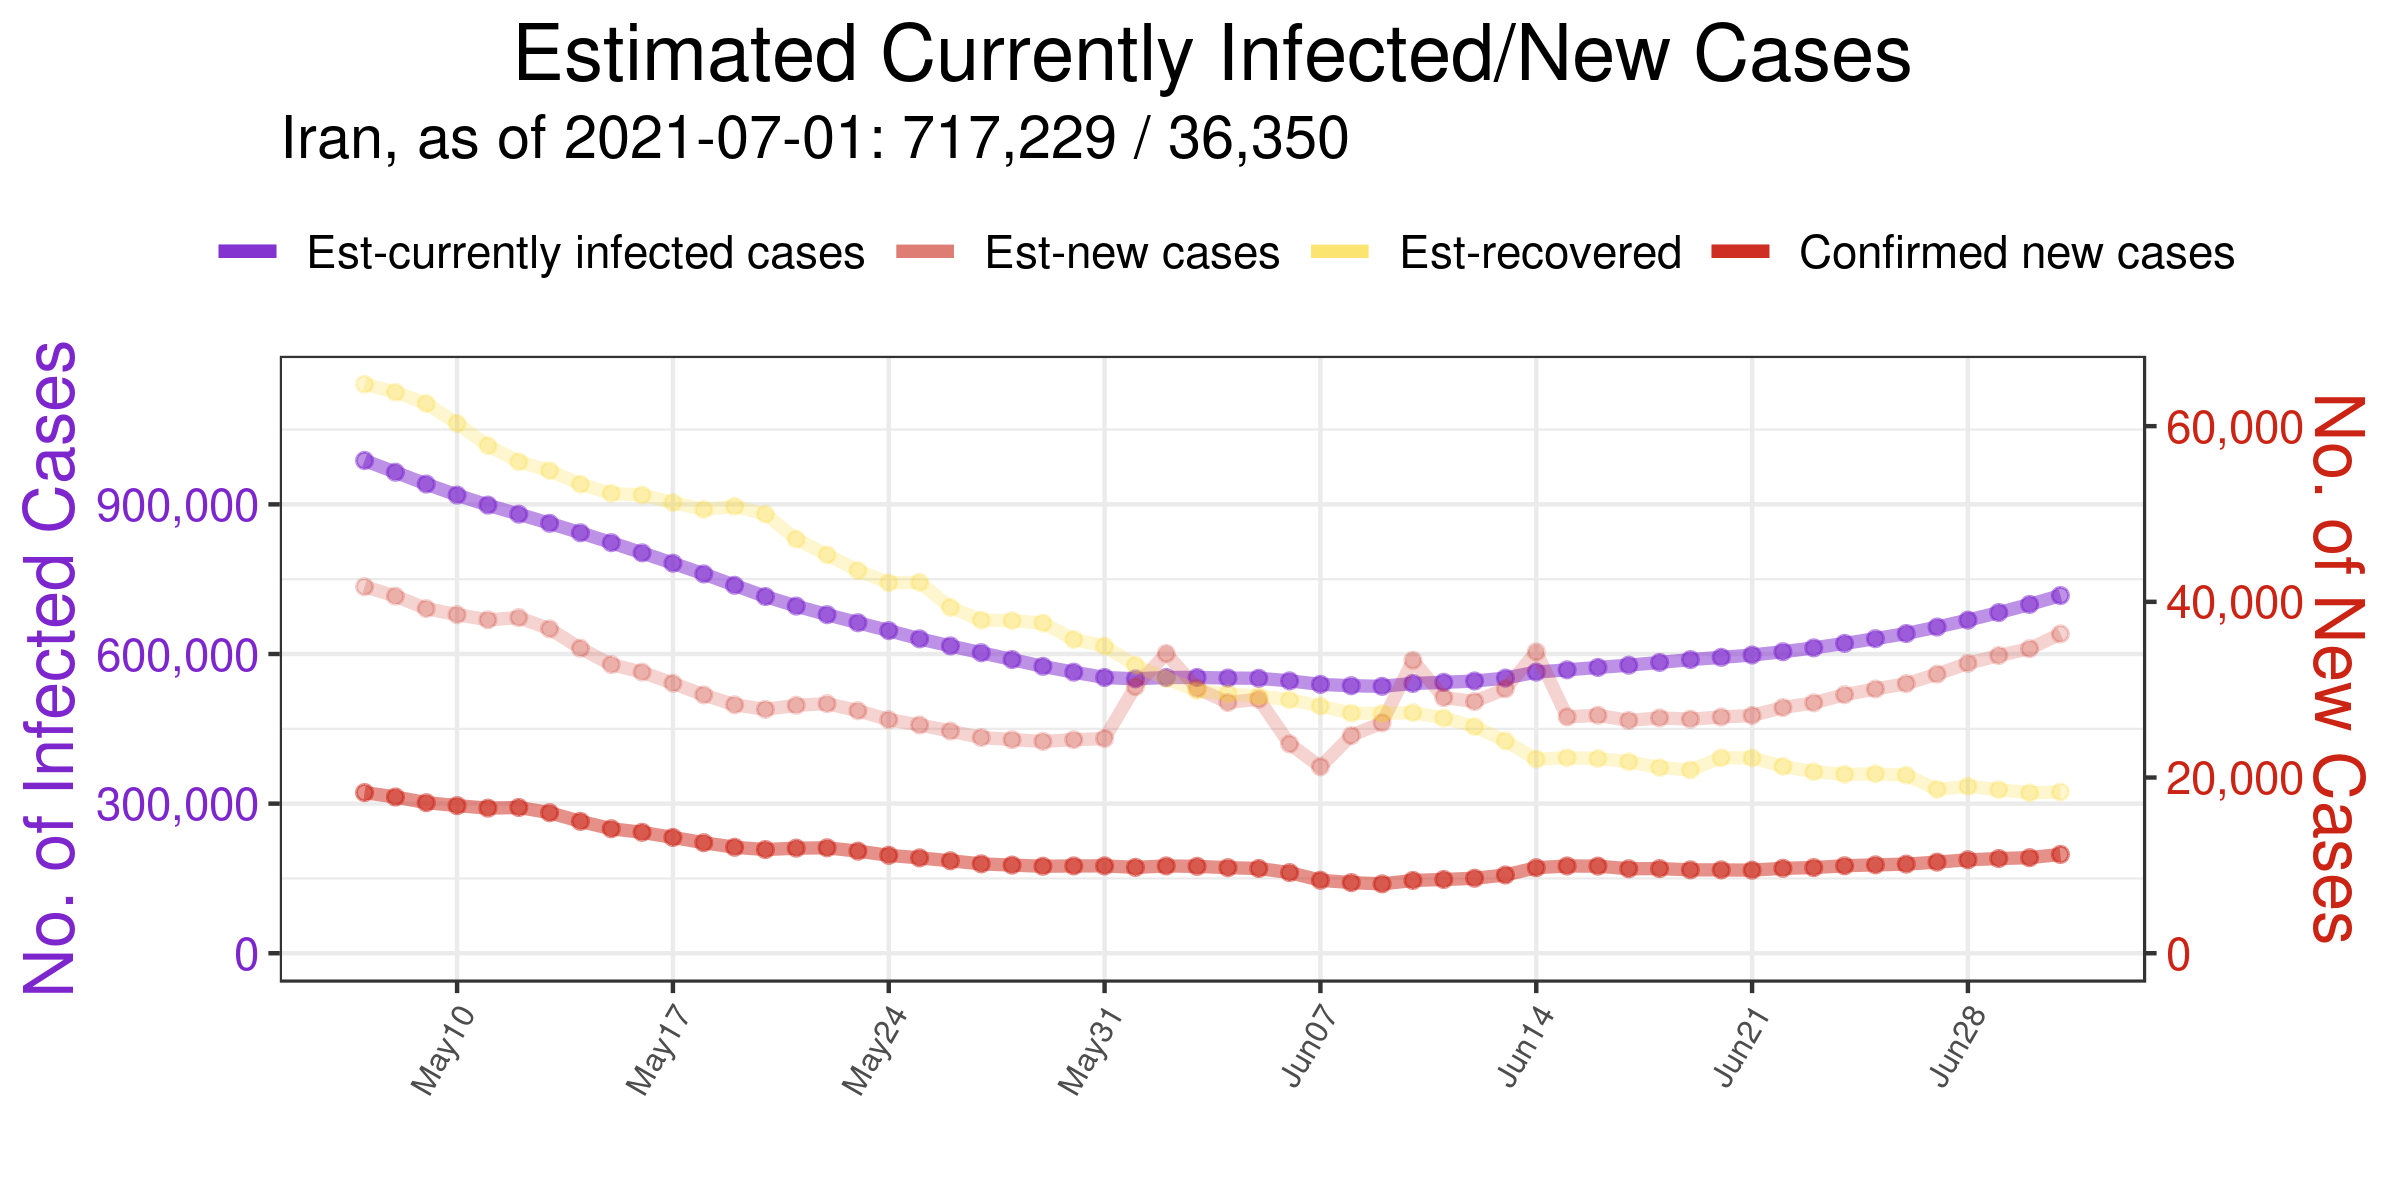 Estimated Currently Infected/New Cases
Iran, as of 2021-07-01: 717,229 / 36,350
Est-currently infected cases Est-new cases Est-recovered Confirmed new cases
No. of Infected Cases
900,000
600,000
300,000
0
60,000
40,000
20,000
0
No. of New Cases
May10 May17 May24 May31 Jun07 Jun14 Jun21 Jun28